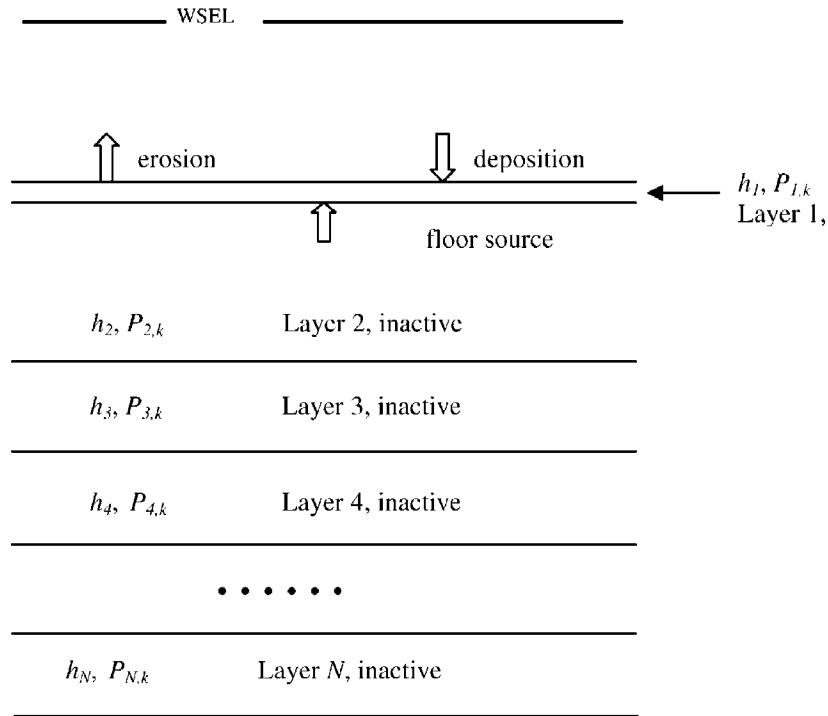 WSEL
erosion
deposition
h1, P1,k
Layer 1,
floor source
h2, P2,k Layer 2, inactive
h3, P3,k Layer 3, inactive
h4, P4,k Layer 4, inactive
• • • • • •
hN, PN,k Layer N, inactive